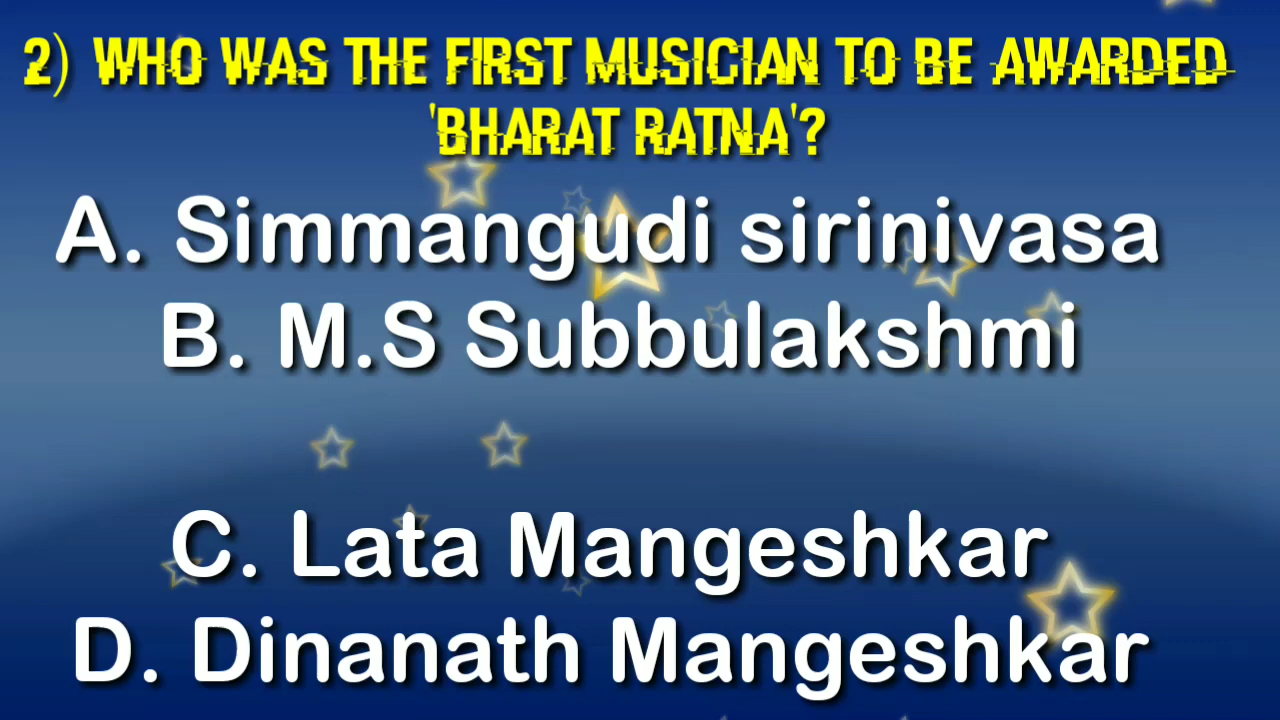 2) WHO WAS THE FIRST MUSICIAN TO BE AWARDED
'BHARAT RATNA'?
A. Simmangudi sirinivasa
B. M.S Subbulakshmi
C. Lata Mangeshkar
D. Dinanath Mangeshkar